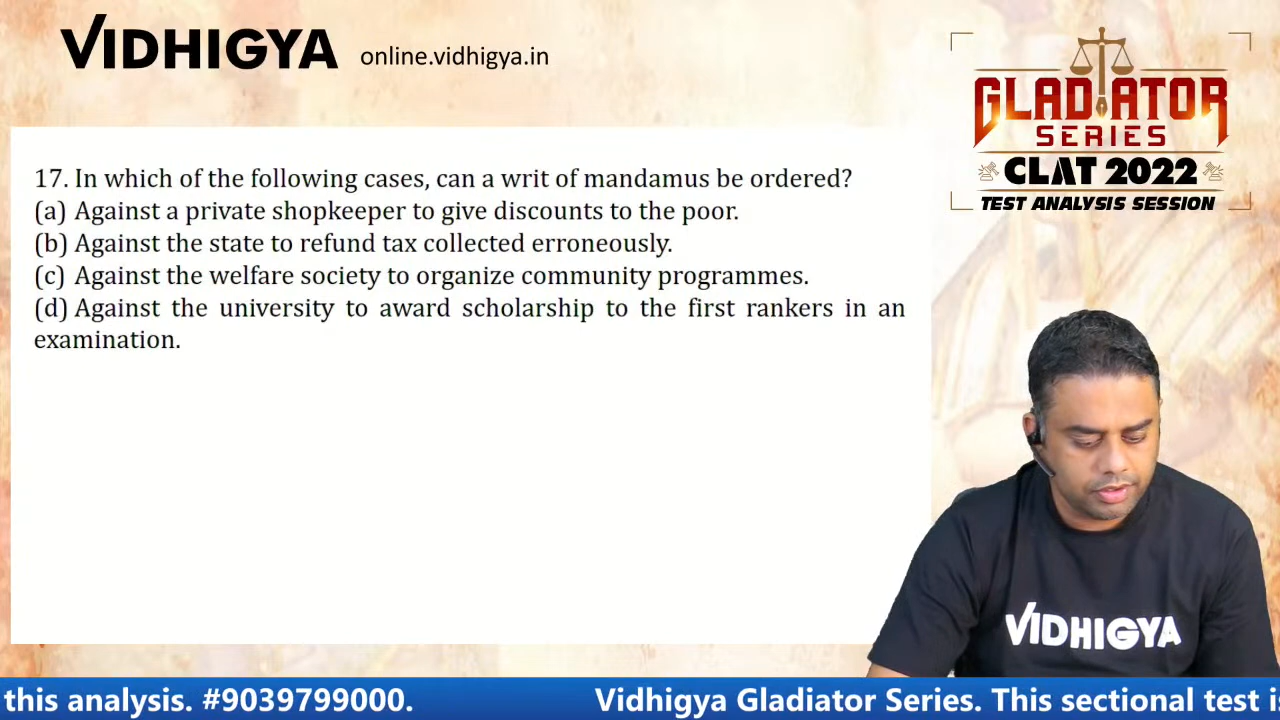 VIDHIGYA online.vidhigya.in
GLADIATOR
SERIES
CLAT 2022
TEST ANALYSIS SESSION
17. In which of the following cases, can a writ of mandamus be ordered?
(a) Against a private shopkeeper to give discounts to the poor.
(b) Against the state to refund tax collected erroneously.
(c) Against the welfare society to organize community programmes.
(d) Against the university to award scholarship to the first rankers in an
examination.
VIDHIGYA
this analysis. #9039799000. Vidhigya Gladiator Series. This sectional test is